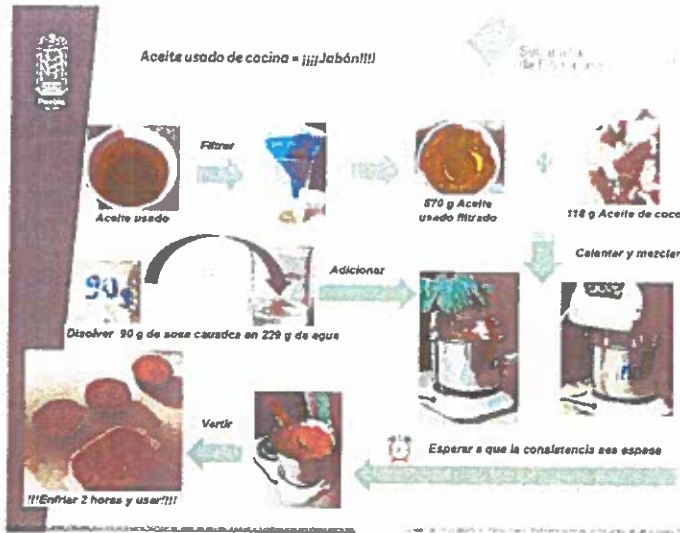 Aceite usado de cocina = ¡¡¡¡Jabón!!!!
Puebla
Filtrar
Aceite usado
870 g Aceite
usado filtrado
118 g Aceite de coco
Calentar y mezclar
90g
Adicionar
Disolver 90 g de sosa caustica en 229 g de agua
Vertir
Esperar a que la consistencia sea espesa
!!!Enfriar 2 horas y usar!!!!